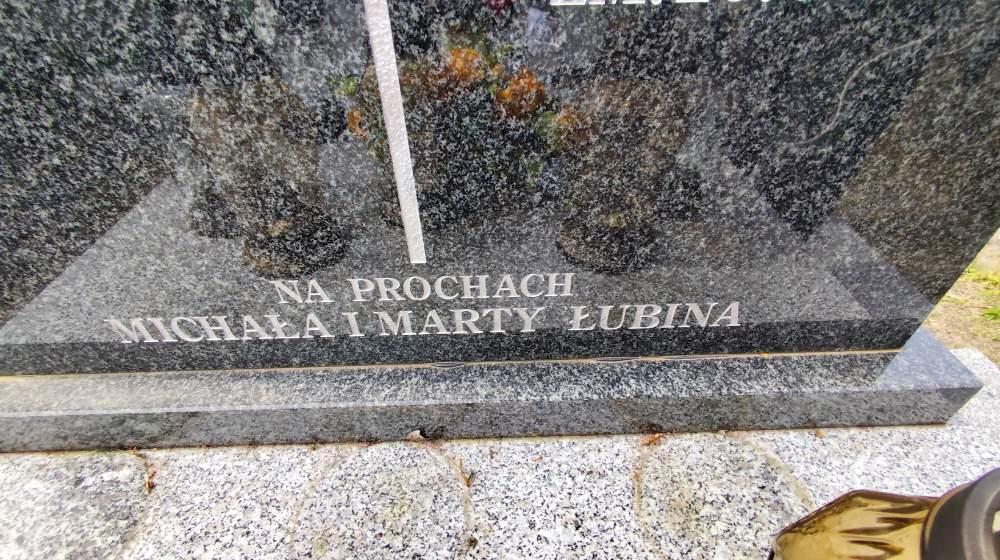 NA PROCHACH
MICHAŁA I MARTY ŁUBINA